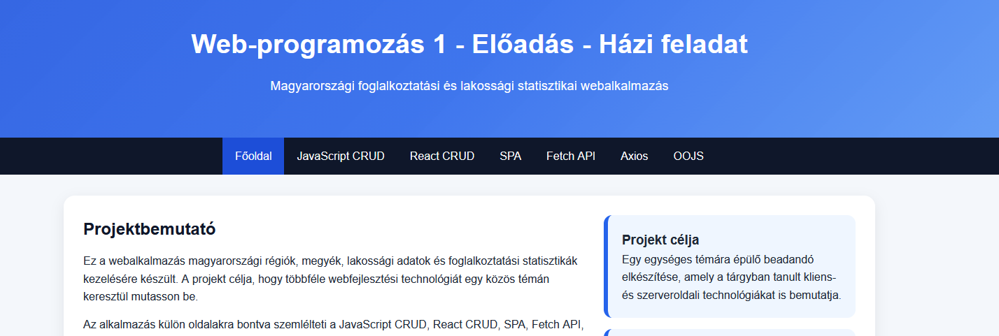 Web-programozás 1 - Előadás - Házi feladat
Magyarországi foglalkoztatási és lakossági statisztikai webalkalmazás
Főoldal JavaScript CRUD React CRUD SPA Fetch API Axios OOJS
Projektbemutató
Ez a webalkalmazás magyarországi régiók, megyék, lakossági adatok és foglalkoztatási statisztikák
kezelésére készült. A projekt célja, hogy többféle webfejlesztési technológiát egy közös témán
keresztül mutasson be.
Az alkalmazás külön oldalakra bontva szemlélteti a JavaScript CRUD, React CRUD, SPA, Fetch API,
Projekt célja
Egy egységes témára épülő beadandó
elkészítése, amely a tárgyban tanult kliens-
és szerveroldali technológiákat is bemutatja.